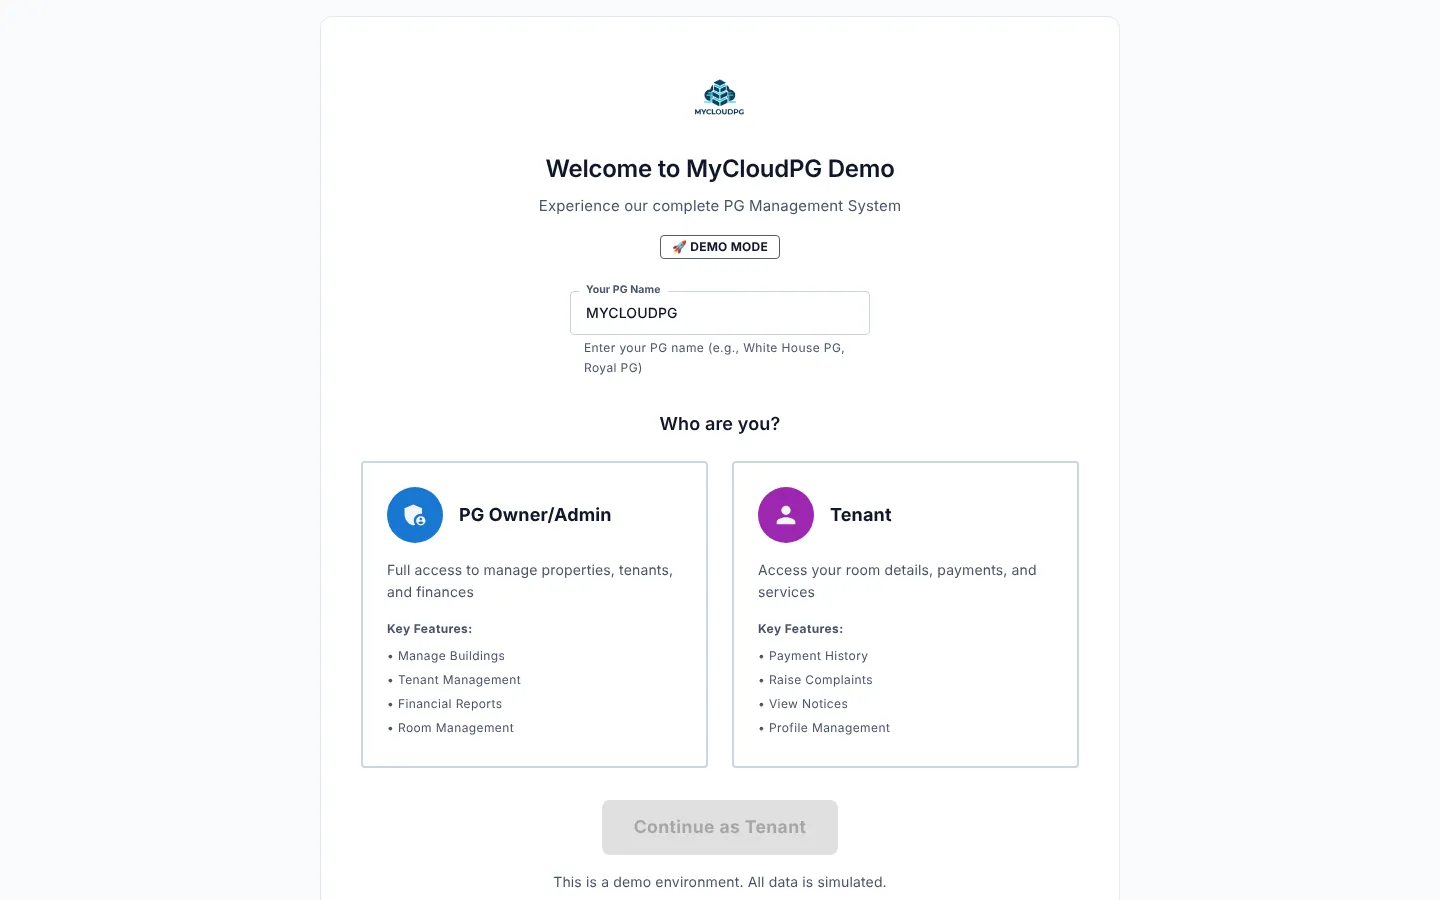 MYCLOUDPG
Welcome to MyCloudPG Demo
Experience our complete PG Management System
🚀 DEMO MODE
Your PG Name
MYCLOUDPG
Enter your PG name (e.g., White House PG,
Royal PG)
Who are you?
PG Owner/Admin
Full access to manage properties, tenants,
and finances
Key Features:
• Manage Buildings
• Tenant Management
• Financial Reports
• Room Management
Tenant
Access your room details, payments, and
services
Key Features:
• Payment History
• Raise Complaints
• View Notices
• Profile Management
Continue as Tenant
This is a demo environment. All data is simulated.